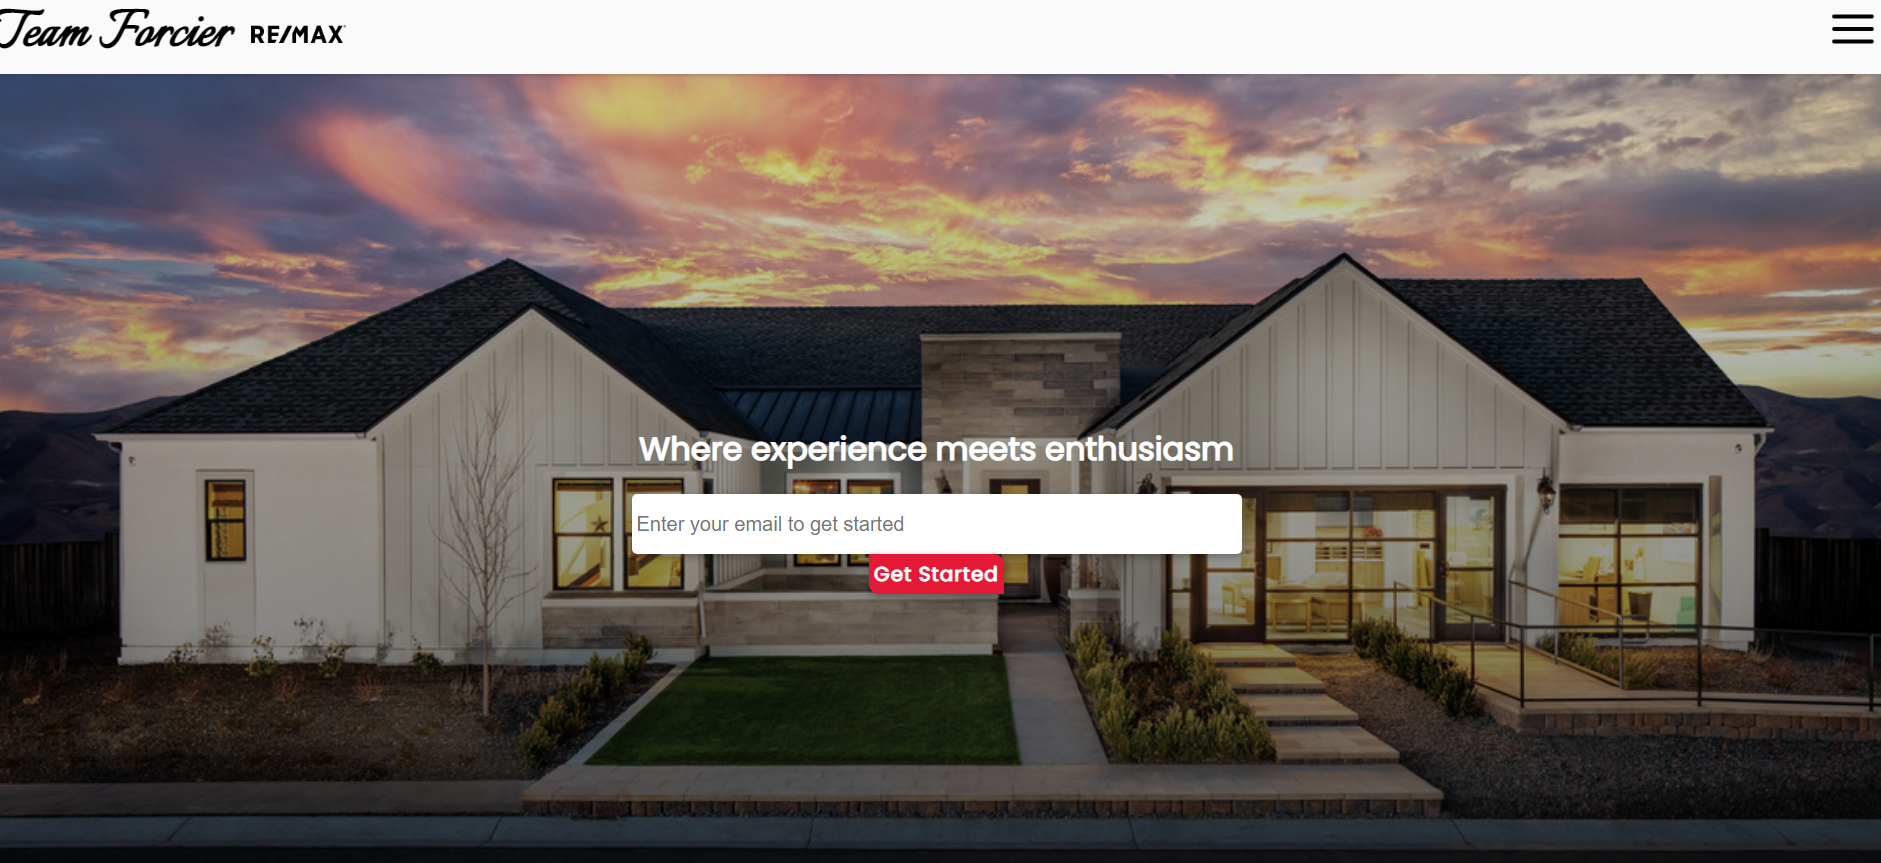 Team Forcier RE/MAX
Where experience meets enthusiasm
Enter your email to get started
Get Started